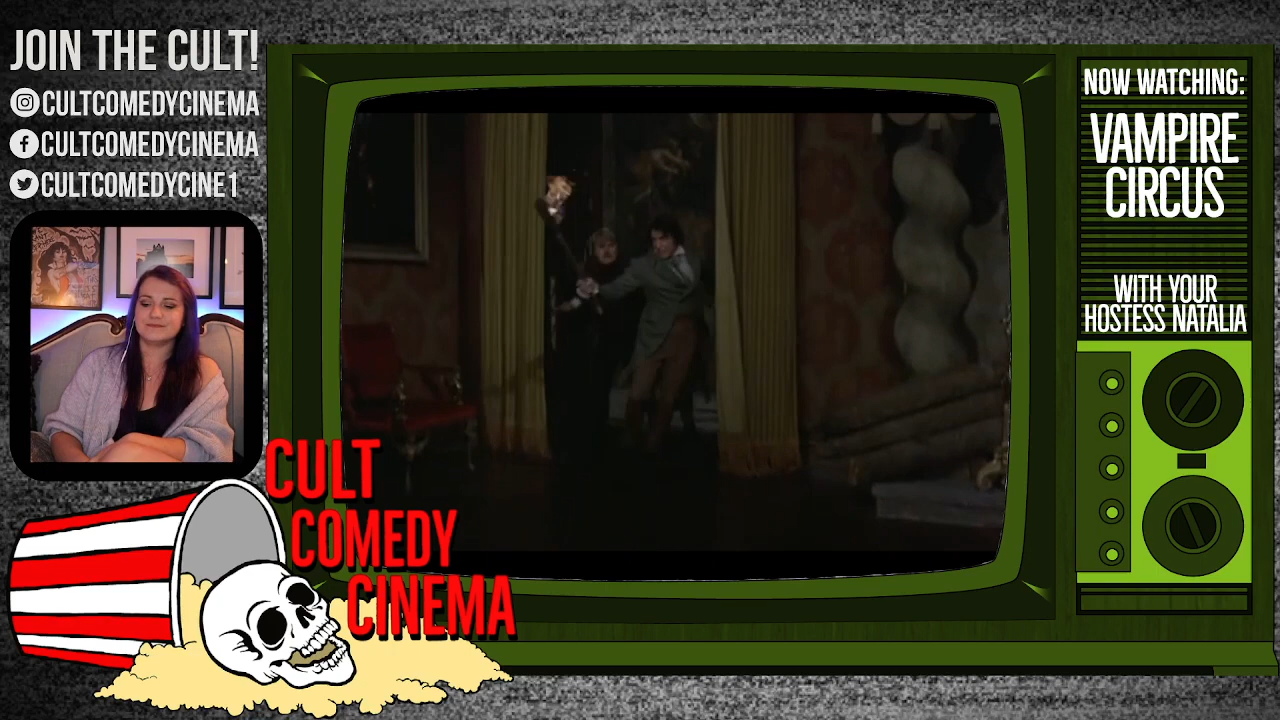 JOIN THE CULT!
CULTCOMEDYCINEMA
CULTCOMEDYCINEMA
CULTCOMEDYCINE1
CULT
COMEDY
CINEMA
NOW WATCHING:
VAMPIRE
CIRCUS
WITH YOUR
HOSTESS NATALIA